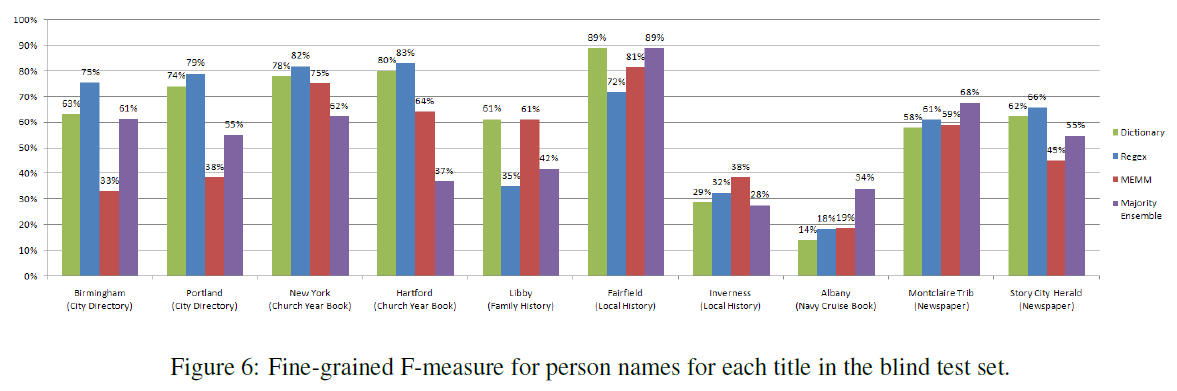 100%
90%
80%
70%
60%
50%
40%
30%
20%
10%
0%
63% 75% 33% 61%
74% 79% 38% 55%
78% 82% 75% 62%
80% 83% 64% 37%
61% 35% 61% 42%
89% 72% 81% 89%
29% 32% 38% 28%
14% 18% 19% 34%
58% 61% 59% 68%
62% 66% 45% 55%
Birmingham
(City Directory)
Portland
(City Directory)
New York
(Church Year Book)
Hartford
(Church Year Book)
Libby
(Family History)
Fairfield
(Local History)
Inverness
(Local History)
Albany
(Navy Cruise Book)
Montclaire Trib
(Newspaper)
Story City Herald
(Newspaper)
Dictionary
Regex
MEMM
Majority
Ensemble
Figure 6: Fine-grained F-measure for person names for each title in the blind test set.